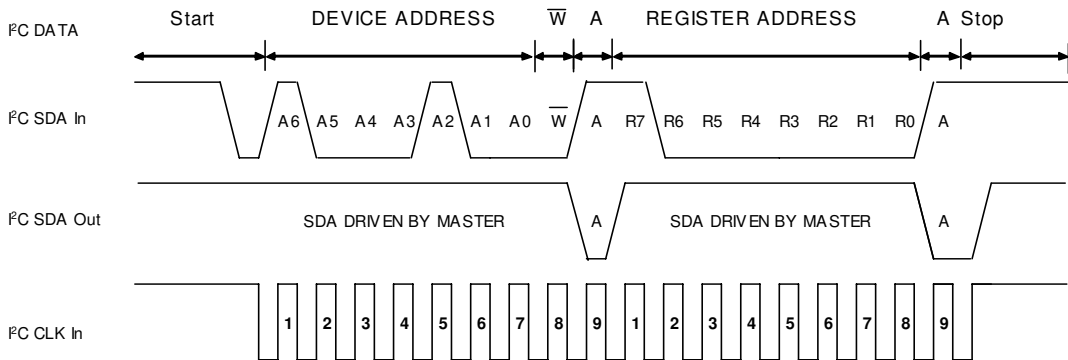 Start DEVICE ADDRESS W̅ A REGISTER ADDRESS A Stop
I²C DATA
I²C SDA In
A6 A5 A4 A3 A2 A1 A0 W̅ A R7 R6 R5 R4 R3 R2 R1 R0 A
I²C SDA Out
SDA DRIVEN BY MASTER A SDA DRIVEN BY MASTER A
I²C CLK In
1 2 3 4 5 6 7 8 9 1 2 3 4 5 6 7 8 9